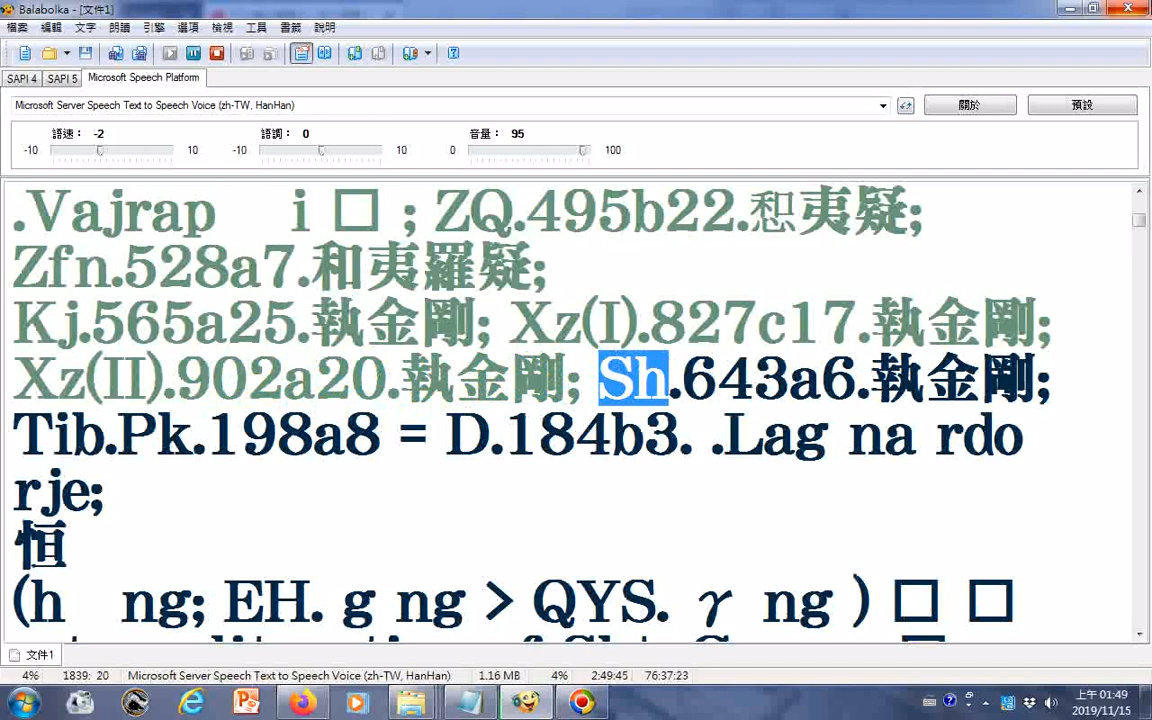 Balabolka - [文件1]
檔案 編輯 文字 朗讀 引擎 選項 檢視 工具 書籤 說明
SAPI 4 SAPI 5 Microsoft Speech Platform
Microsoft Server Speech Text to Speech Voice (zh-TW, HanHan) 關於 預設
語速： -2 語調： 0 音量： 95
-10 10 -10 10 0 100
.Vajrap i □ ; ZQ.495b22.惒夷疑;
Zfn.528a7.和夷羅疑;
Kj.565a25.執金剛; Xz(I).827c17.執金剛;
Xz(II).902a20.執金剛; Sh.643a6.執金剛;
Tib.Pk.198a8 = D.184b3. .Lag na rdo
rje;
恒
(h ng; EH. g ng > QYS. γ ng ) □ □
文件1
4% 1839: 20 Microsoft Server Speech Text to Speech Voice (zh-TW, HanHan) 1.16 MB 4% 2:49:45 76:37:23
上午 01:49
2019/11/15